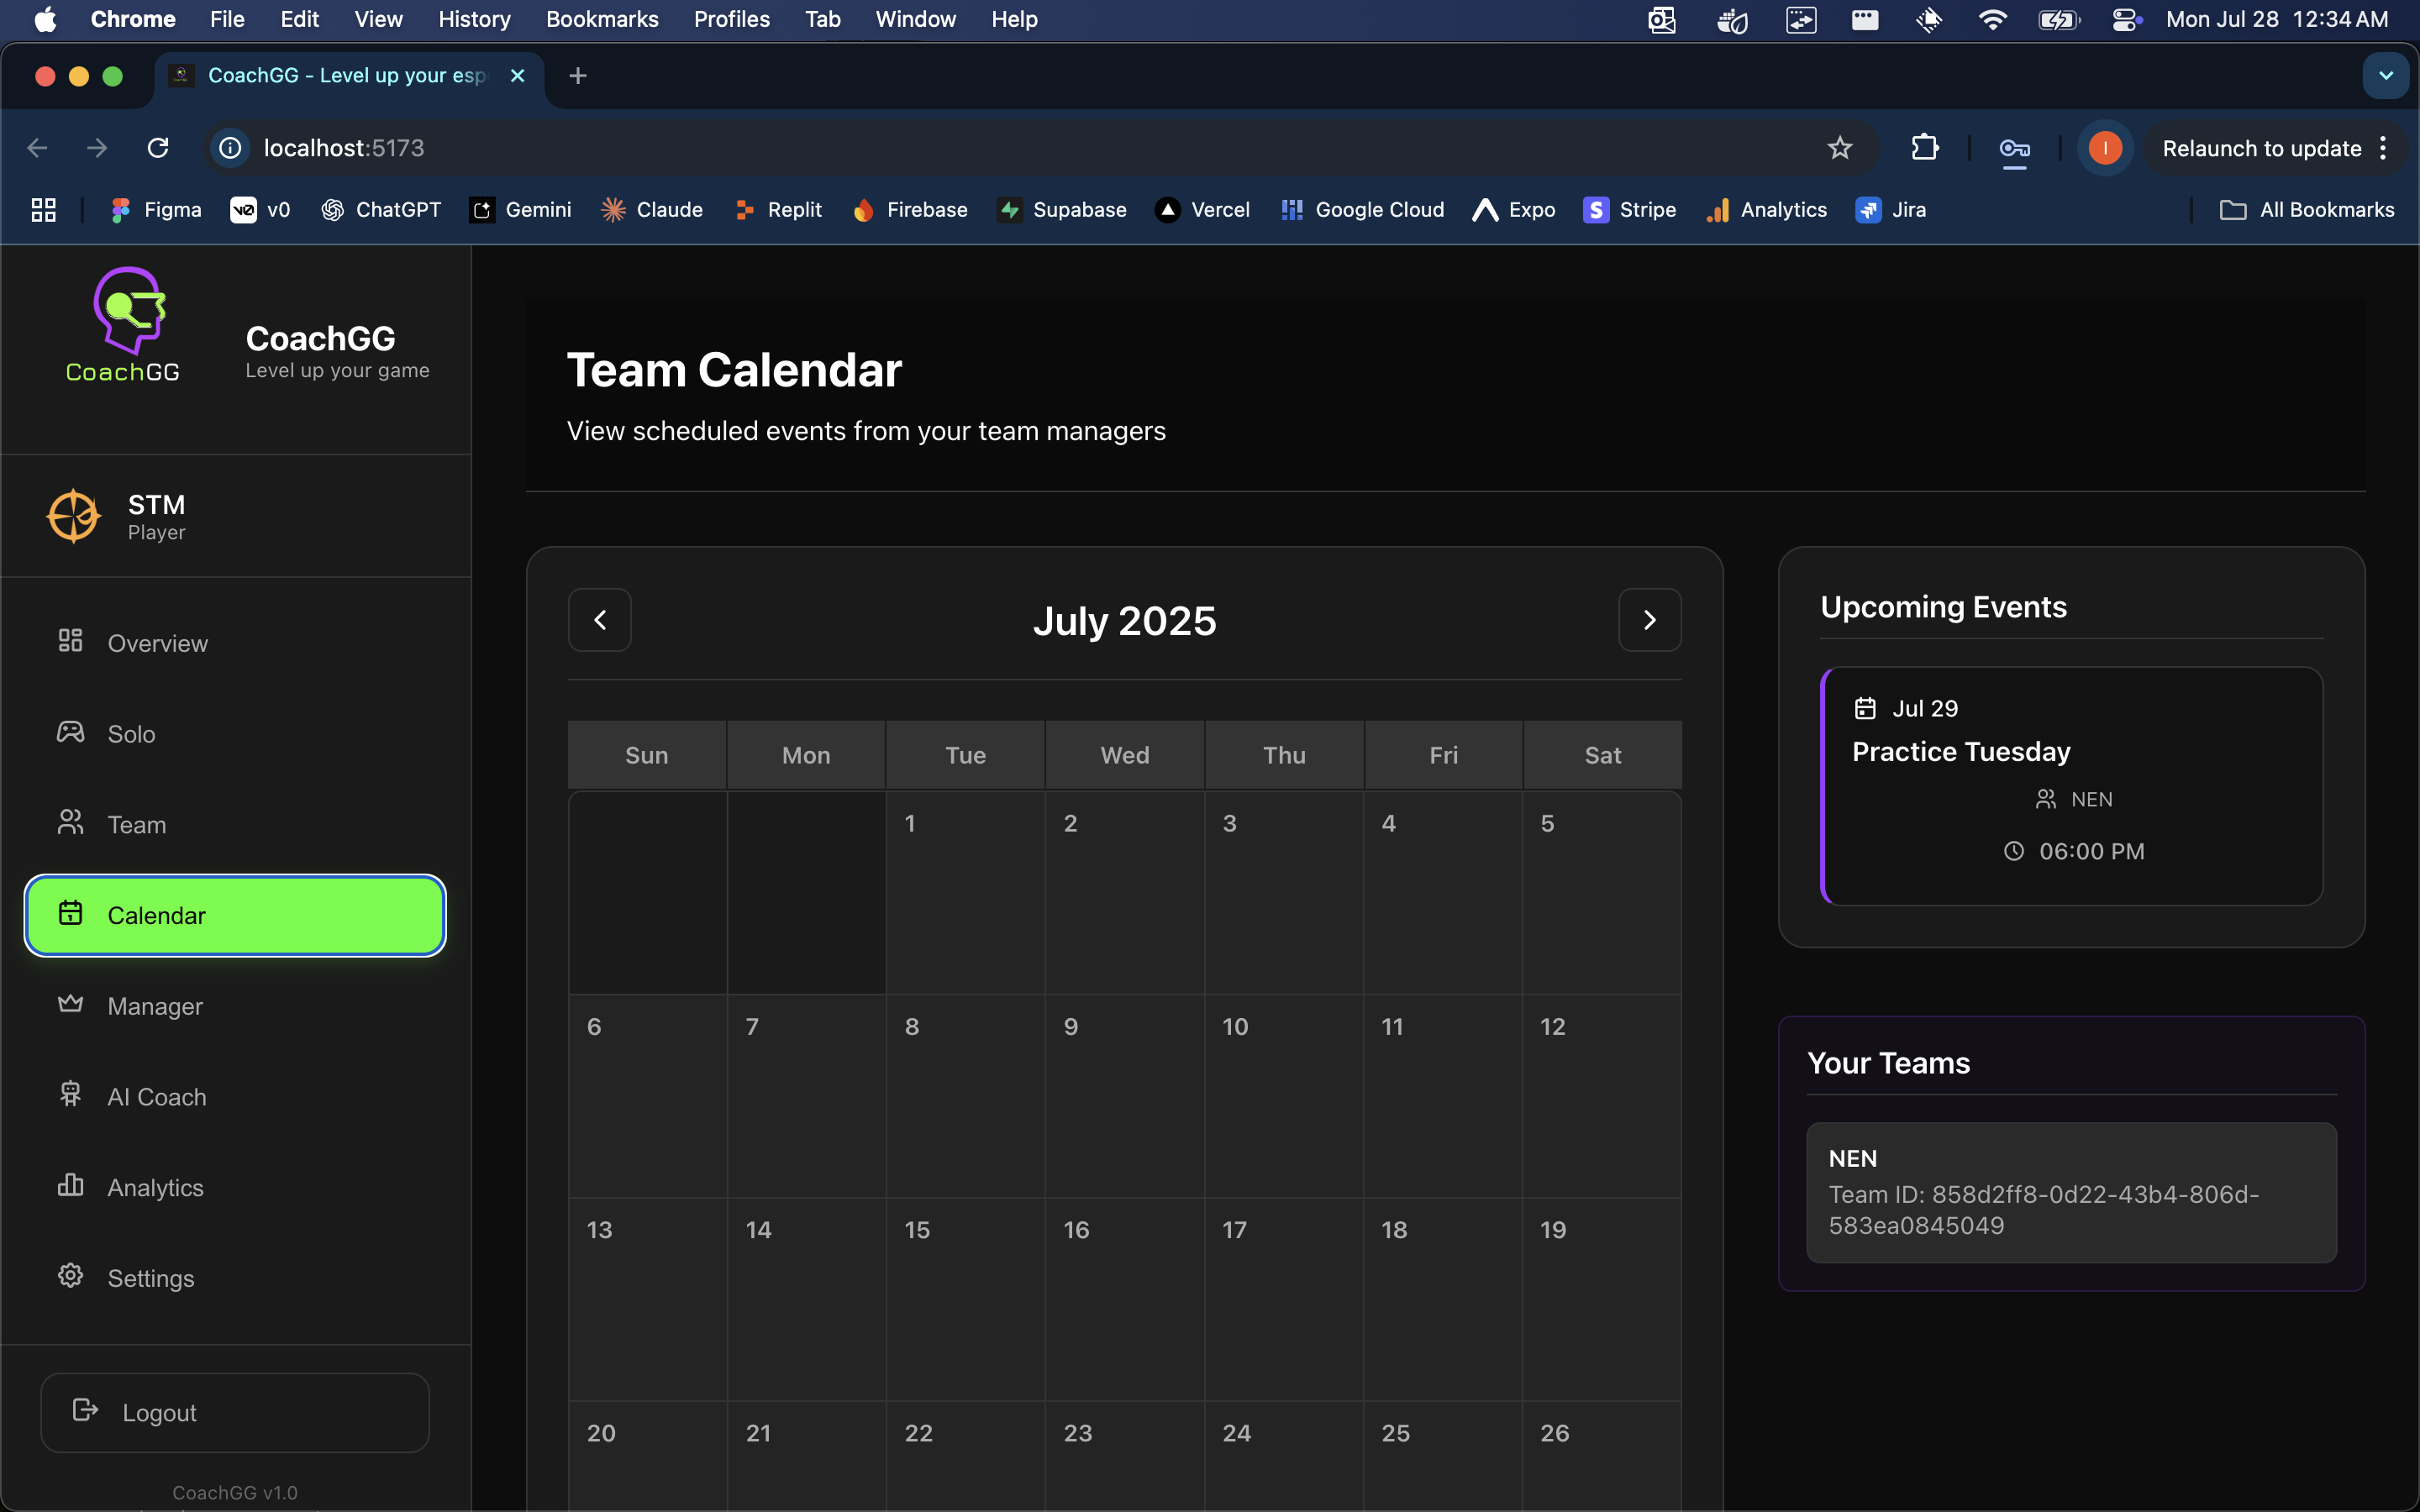 Chrome File Edit View History Bookmarks Profiles Tab Window Help Mon Jul 28 12:34 AM
CoachGG - Level up your esp
localhost:5173
I
Relaunch to update
Figma v0 ChatGPT Gemini Claude Replit Firebase Supabase Vercel Google Cloud Expo Stripe Analytics Jira All Bookmarks
CoachGG
CoachGG
Level up your game
STM
Player
Overview
Solo
Team
Calendar
Manager
AI Coach
Analytics
Settings
Logout
CoachGG v1.0
Team Calendar
View scheduled events from your team managers
July 2025
Sun Mon Tue Wed Thu Fri Sat
1 2 3 4 5
6 7 8 9 10 11 12
13 14 15 16 17 18 19
20 21 22 23 24 25 26
Upcoming Events
Jul 29
Practice Tuesday
NEN
06:00 PM
Your Teams
NEN
Team ID: 858d2ff8-0d22-43b4-806d-
583ea0845049